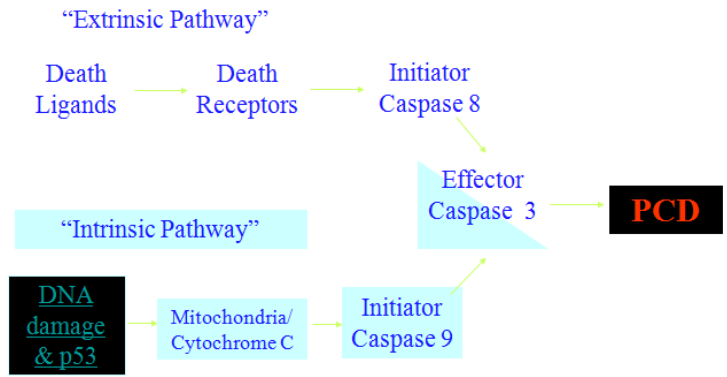 “Extrinsic Pathway”
Death
Ligands
Death
Receptors
Initiator
Caspase 8
Effector
Caspase 3
PCD
“Intrinsic Pathway”
DNA
damage
& p53
Mitochondria/
Cytochrome C
Initiator
Caspase 9